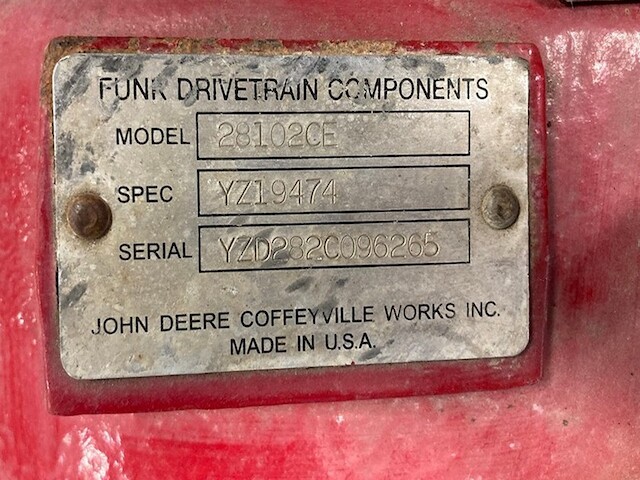 FUNK DRIVETRAIN COMPONENTS
MODEL 28102CE
SPEC YZ19474
SERIAL YZD282C096265
JOHN DEERE COFFEYVILLE WORKS INC.
MADE IN U.S.A.